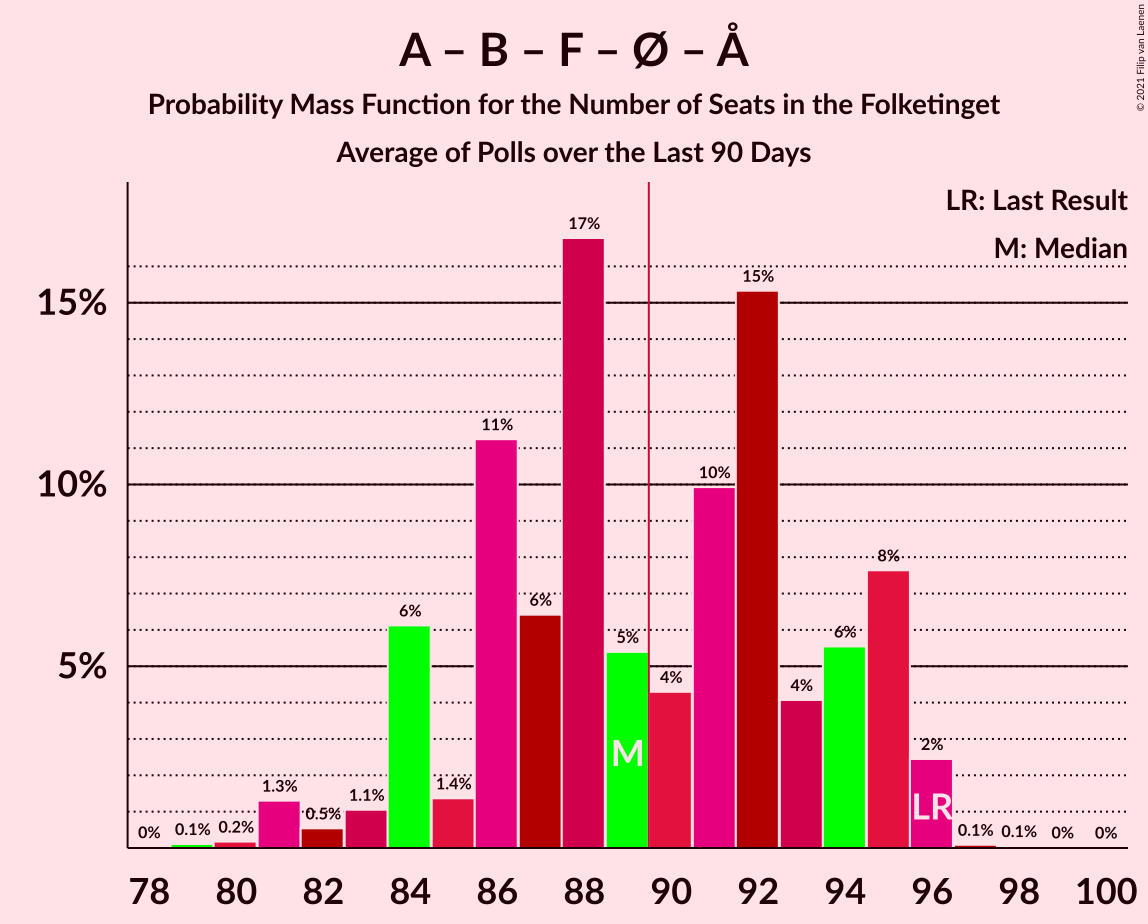 A – B – F – Ø – Å
Probability Mass Function for the Number of Seats in the Folketinget
Average of Polls over the Last 90 Days
© 2021 Filip van Laenen
LR: Last Result
M: Median
15%
10%
5%
0%
0.1%
0.2%
1.3%
0.5%
1.1%
6%
1.4%
11%
6%
17%
5%
4%
10%
15%
4%
6%
8%
2%
0.1%
0.1%
0%
0%
M
LR
78 80 82 84 86 88 90 92 94 96 98 100